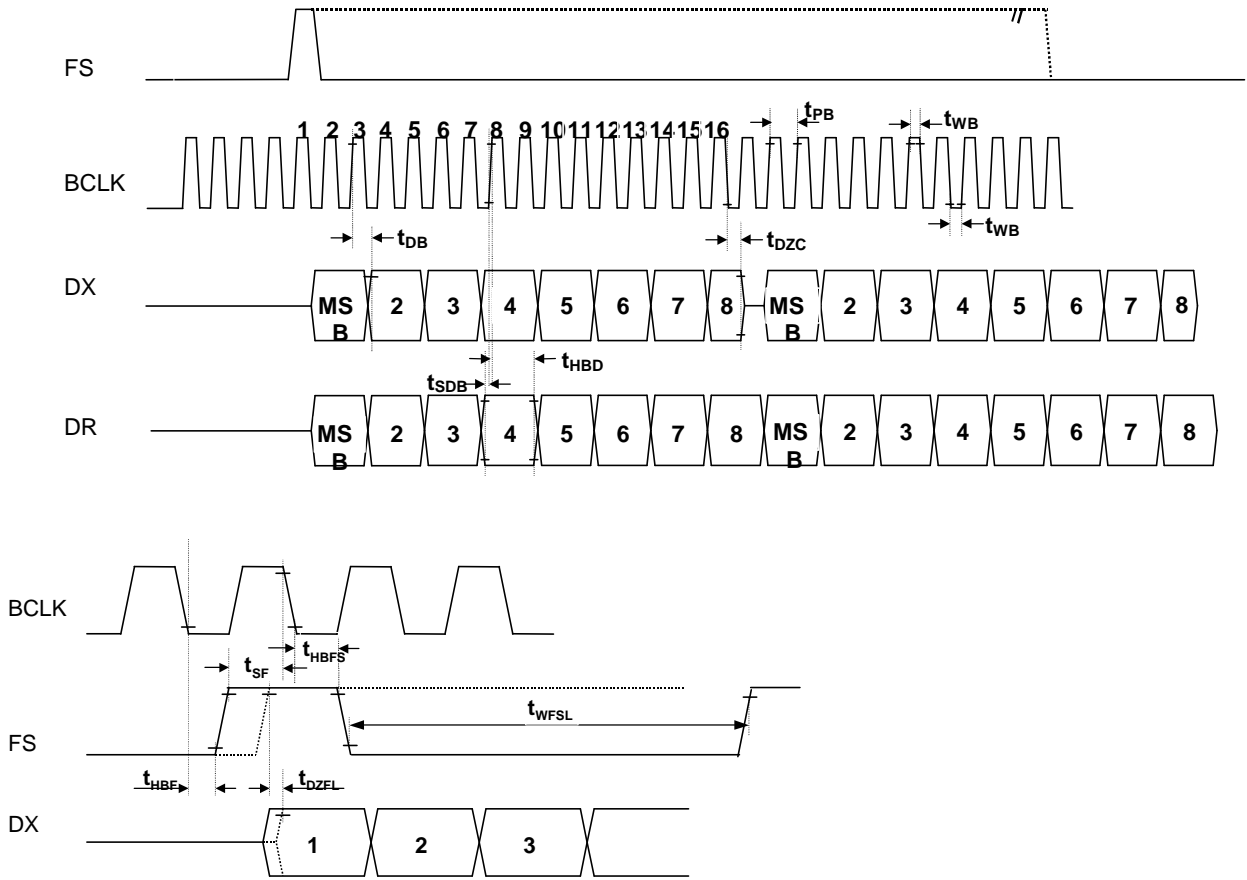 FS
1 2 3 4 5 6 7 8 9 10 11 12 13 14 15 16
tPB
tWB
BCLK
tWB
tDB
tDZC
DX
MS
B
2 3 4 5 6 7 8
MS
B
2 3 4 5 6 7 8
tHBD
tSDB
DR
MS
B
2 3 4 5 6 7 8
MS
B
2 3 4 5 6 7 8
BCLK
tHBFS
tSF
tWFSL
FS
tHBF
tDZFL
DX
1 2 3